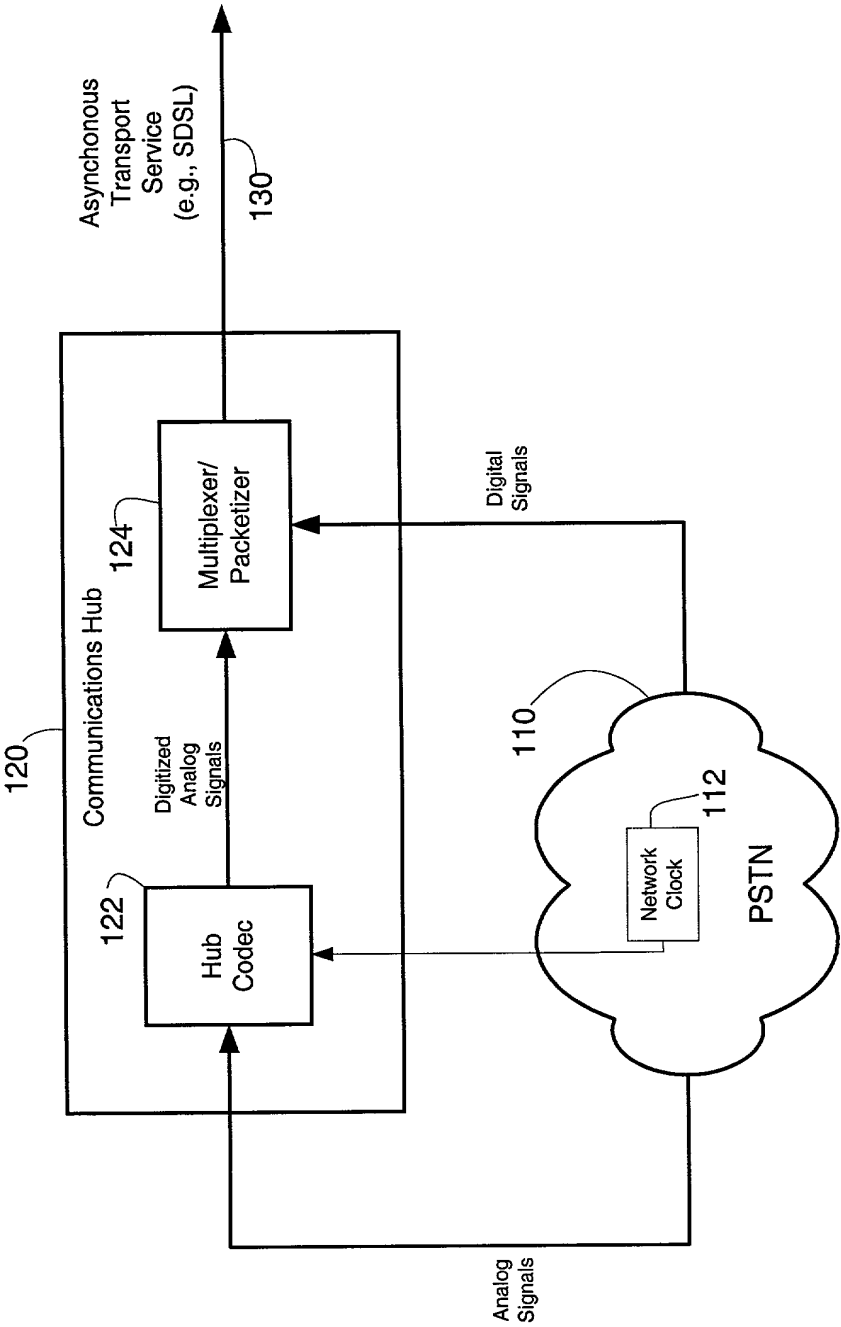 120
Communications Hub
122
Hub
Codec
Digitized
Analog
Signals
124
Multiplexer/
Packetizer
Asynchonous
Transport
Service
(e.g., SDSL)
130
Analog
Signals
Digital
Signals
110
Network
Clock
112
PSTN